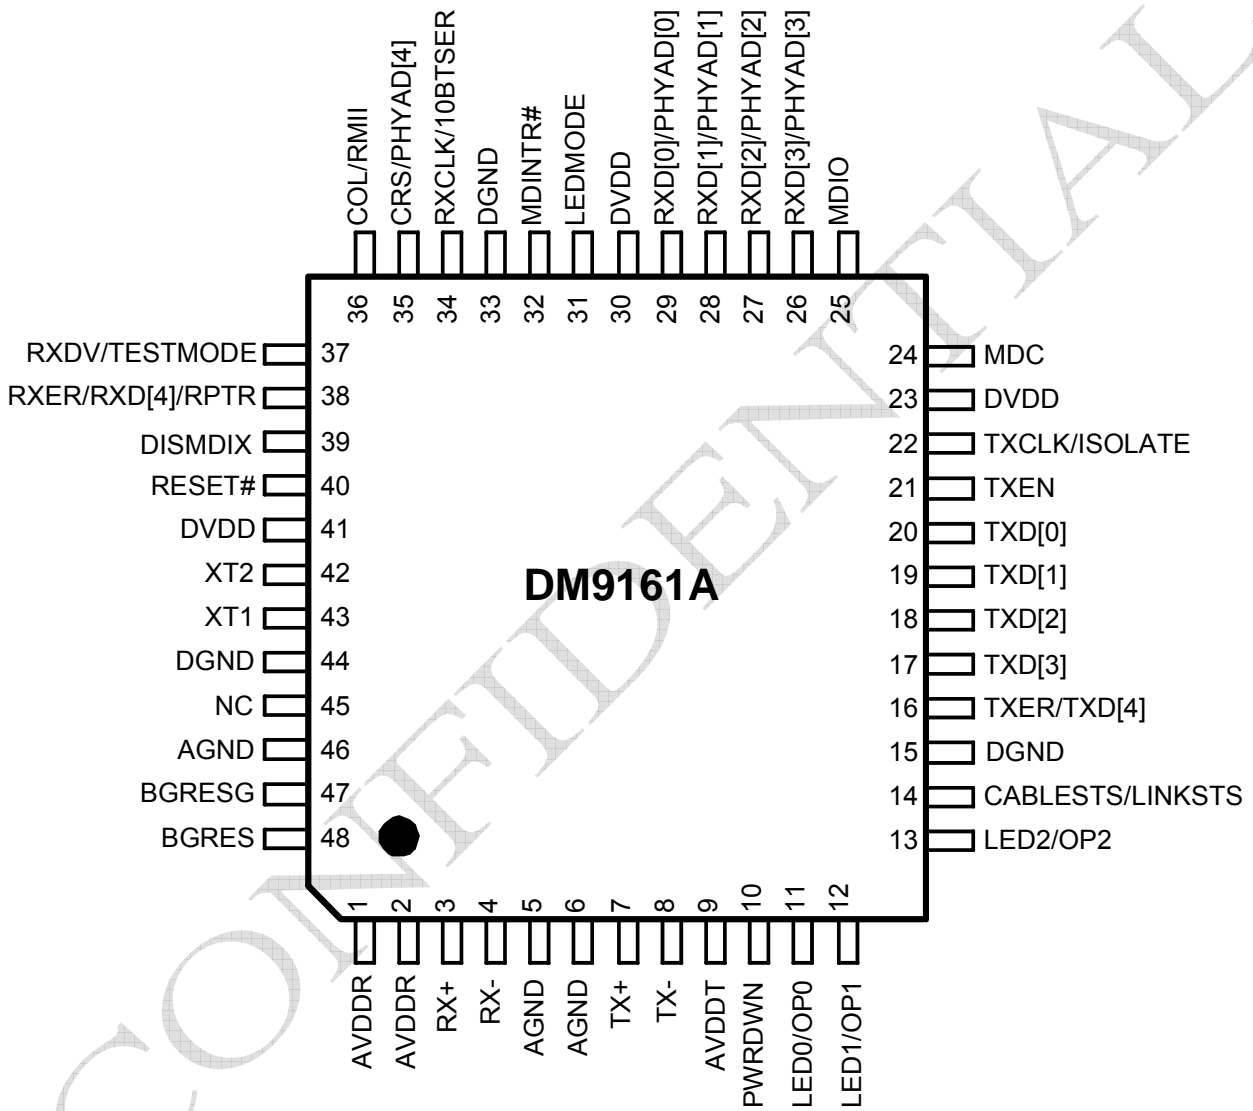 COL/RMII
CRS/PHYAD[4]
RXCLK/10BTSER
DGND
MDINTR#
LEDMODE
DVDD
RXD[0]/PHYAD[0]
RXD[1]/PHYAD[1]
RXD[2]/PHYAD[2]
RXD[3]/PHYAD[3]
MDIO
36
35
34
33
32
31
30
29
28
27
26
25
RXDV/TESTMODE 37
RXER/RXD[4]/RPTR 38
DISMDIX 39
RESET# 40
DVDD 41
XT2 42
XT1 43
DGND 44
NC 45
AGND 46
BGRESG 47
BGRES 48
DM9161A
24 MDC
23 DVDD
22 TXCLK/ISOLATE
21 TXEN
20 TXD[0]
19 TXD[1]
18 TXD[2]
17 TXD[3]
16 TXER/TXD[4]
15 DGND
14 CABLESTS/LINKSTS
13 LED2/OP2
1
2
3
4
5
6
7
8
9
10
11
12
AVDDR
AVDDR
RX+
RX-
AGND
AGND
TX+
TX-
AVDDT
PWRDWN
LED0/OP0
LED1/OP1
CONFIDENTIAL